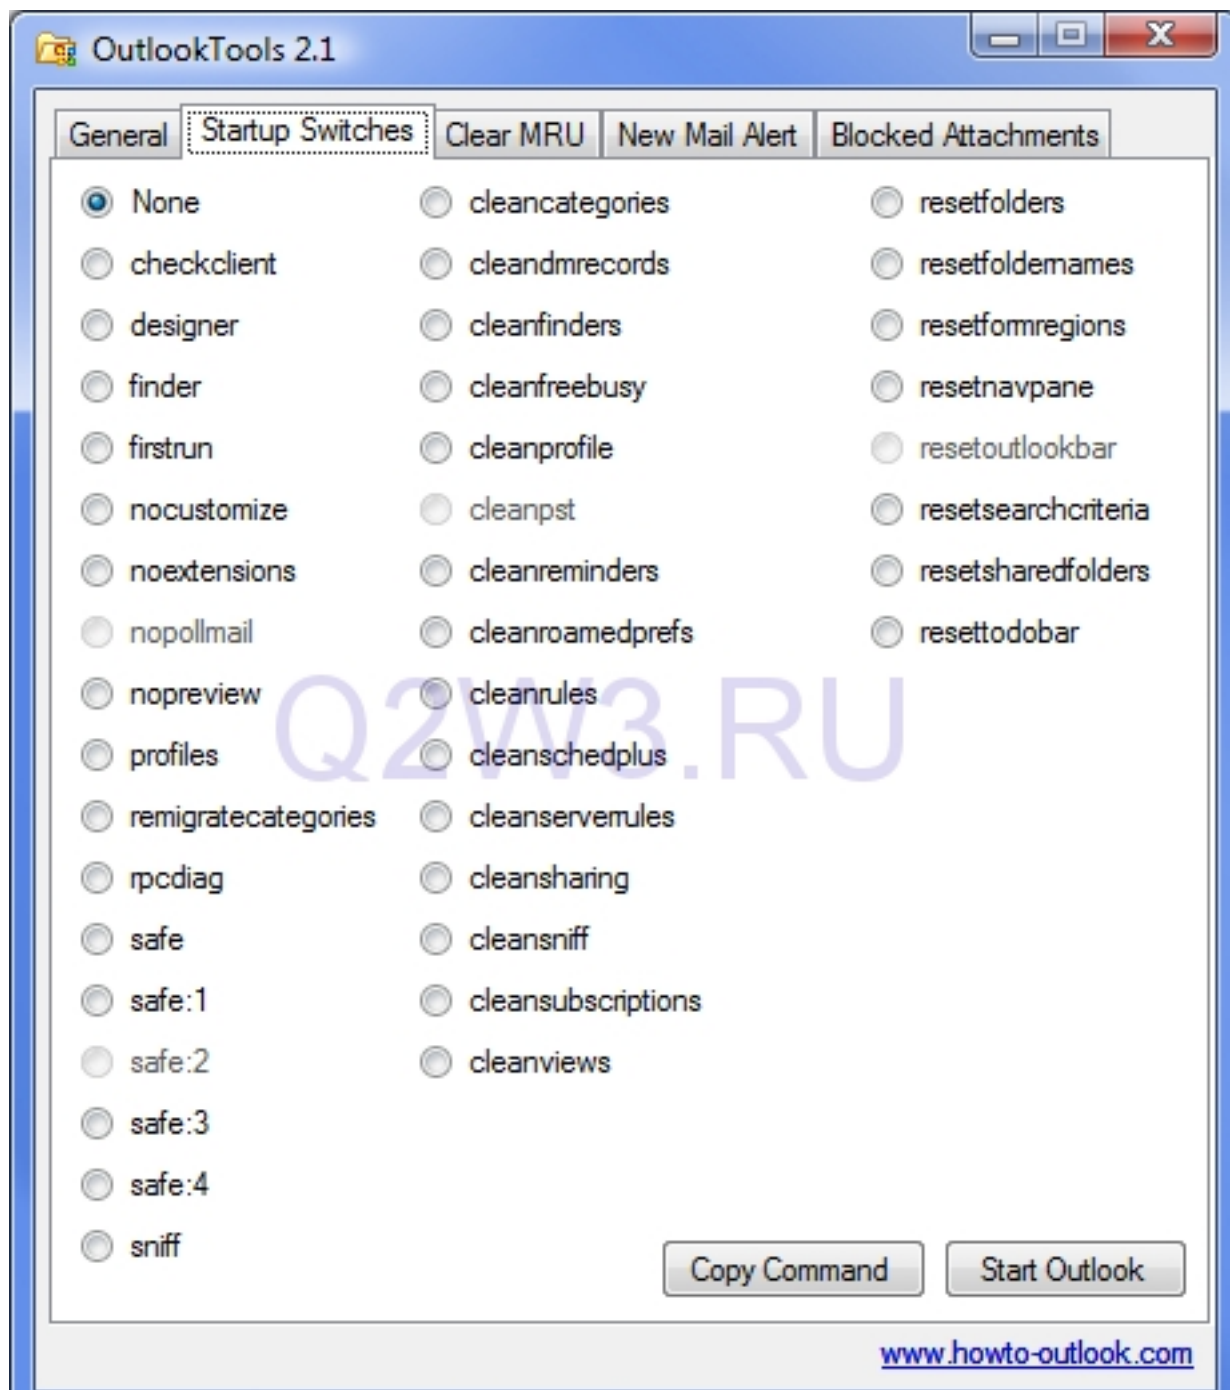 OutlookTools 2.1
General
Startup Switches
Clear MRU
New Mail Alert
Blocked Attachments
None
checkclient
designer
finder
firstrun
nocustomize
noextensions
nopollmail
nopreview
profiles
remigratecategories
rpcdiag
safe
safe:1
safe:2
safe:3
safe:4
sniff
cleancategories
cleandmrecords
cleanfinders
cleanfreebusy
cleanprofile
cleanpst
cleanreminders
cleanroamedprefs
cleanrules
cleanschedplus
cleanserverrules
cleansharing
cleansniff
cleansubscriptions
cleanviews
resetfolders
resetfoldernames
resetformregions
resetnavpane
resetoutlookbar
resetsearchcriteria
resetsharedfolders
resettodobar
Q2W3.RU
Copy Command
Start Outlook
www.howto-outlook.com